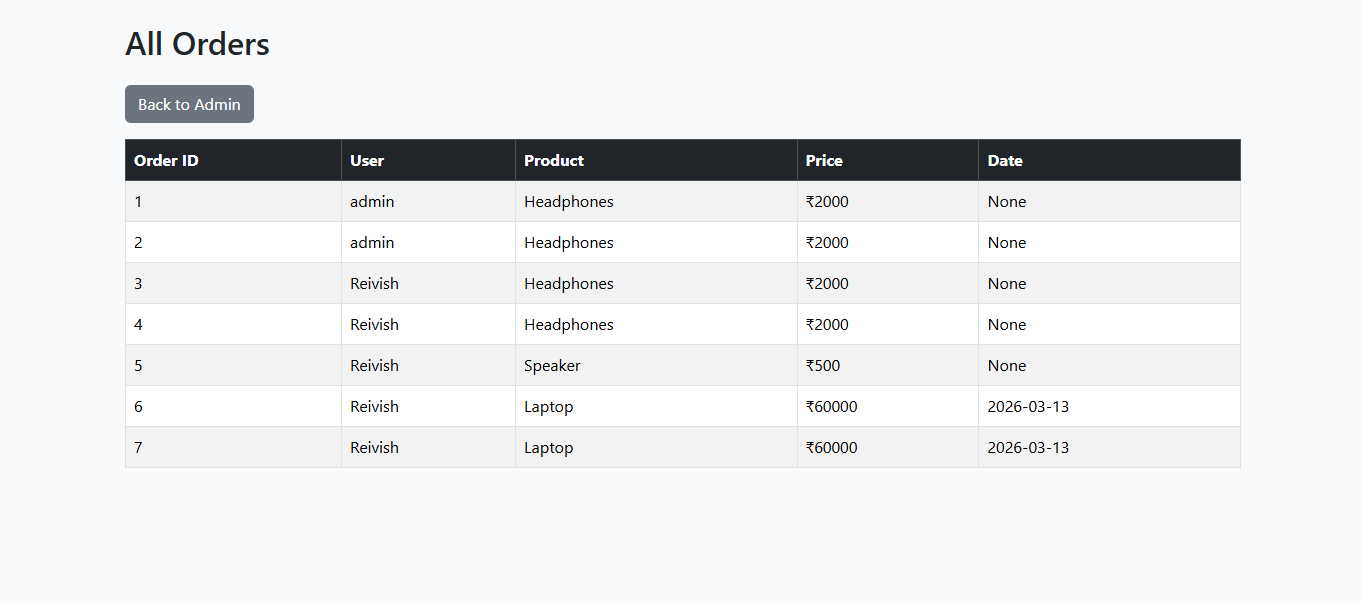 All Orders
Back to Admin
Order ID User Product Price Date
1 admin Headphones ₹2000 None
2 admin Headphones ₹2000 None
3 Reivish Headphones ₹2000 None
4 Reivish Headphones ₹2000 None
5 Reivish Speaker ₹500 None
6 Reivish Laptop ₹60000 2026-03-13
7 Reivish Laptop ₹60000 2026-03-13